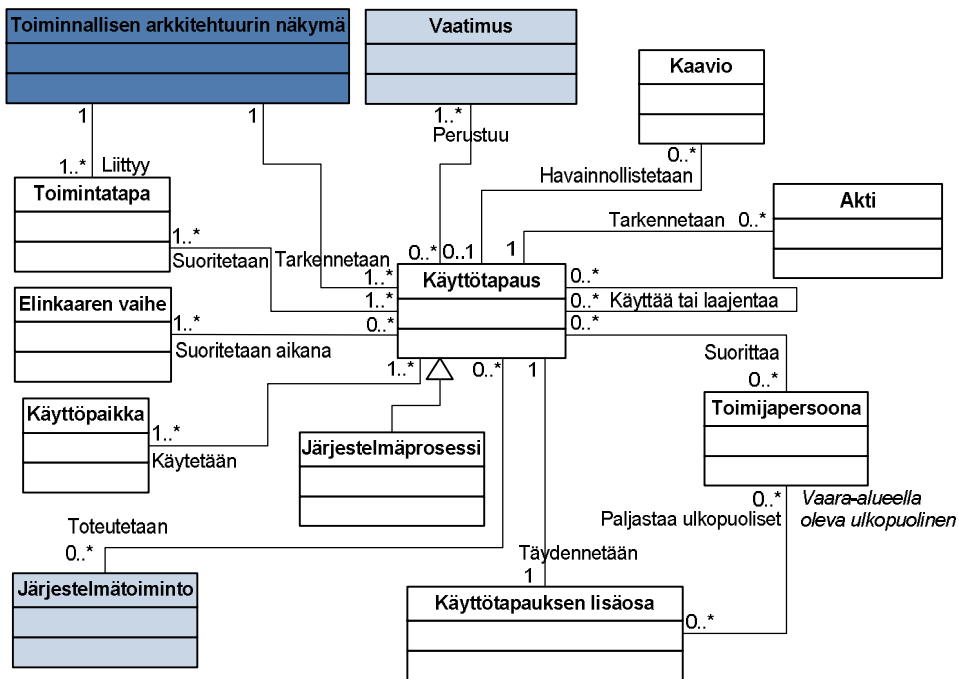 Toiminnallisen arkkitehtuurin näkymä
Vaatimus
Kaavio
1
1
1..*
Perustuu
0..*
1..*
Liittyy
Havainnollistetaan
Toimintatapa
Akti
Tarkennetaan
0..*
1..*
Suoritetaan
Tarkennetaan
0..*
0..1
1
1..*
Käyttötapaus
0..*
Elinkaaren vaihe
1..*
0..*
Käyttää tai laajentaa
1..*
0..*
0..*
Suoritetaan aikana
Suorittaa
1..*
0..*
1
0..*
Käyttöpaikka
Toimijapersoona
1..*
Käytetään
Järjestelmäprosessi
0..*
Vaara-alueella
oleva ulkopuolinen
Paljastaa ulkopuoliset
Toteutetaan
0..*
Täydennetään
1
Järjestelmätoiminto
Käyttötapauksen lisäosa
0..*